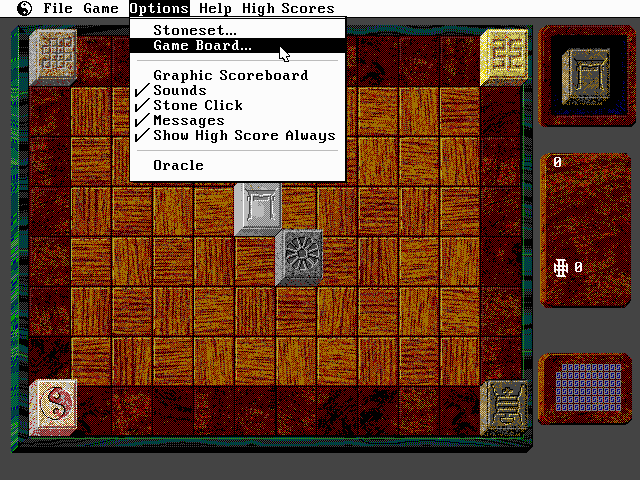 File Game Options Help High Scores
Stoneset...
Game Board...
Graphic Scoreboard
Sounds
Stone Click
Messages
Show High Score Always
Oracle
0
0